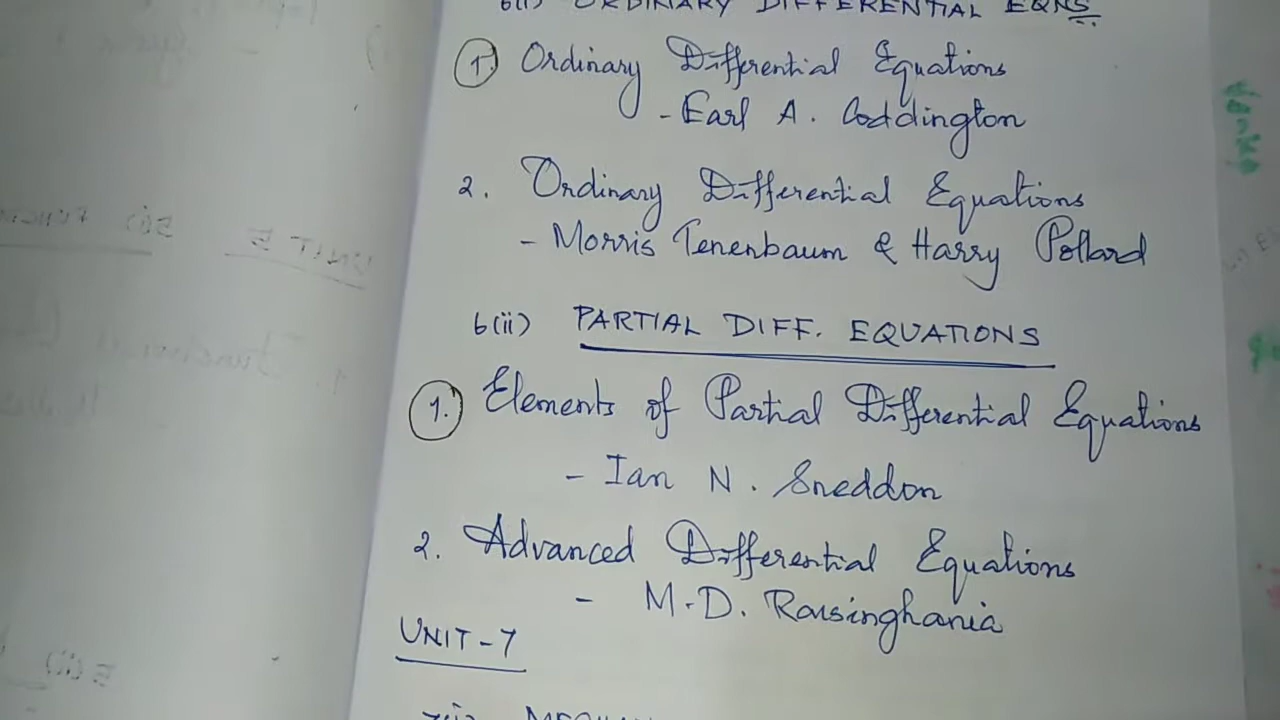 6(i) ORDINARY DIFFERENTIAL EQNS
1. Ordinary Differential Equations
- Earl A. Coddington
2. Ordinary Differential Equations
- Morris Tenenbaum & Harry Pollard
6(ii) PARTIAL DIFF. EQUATIONS
1. Elements of Partial Differential Equations
- Ian N. Sneddon
2. Advanced Differential Equations
- M.D. Raisinghania
UNIT-7